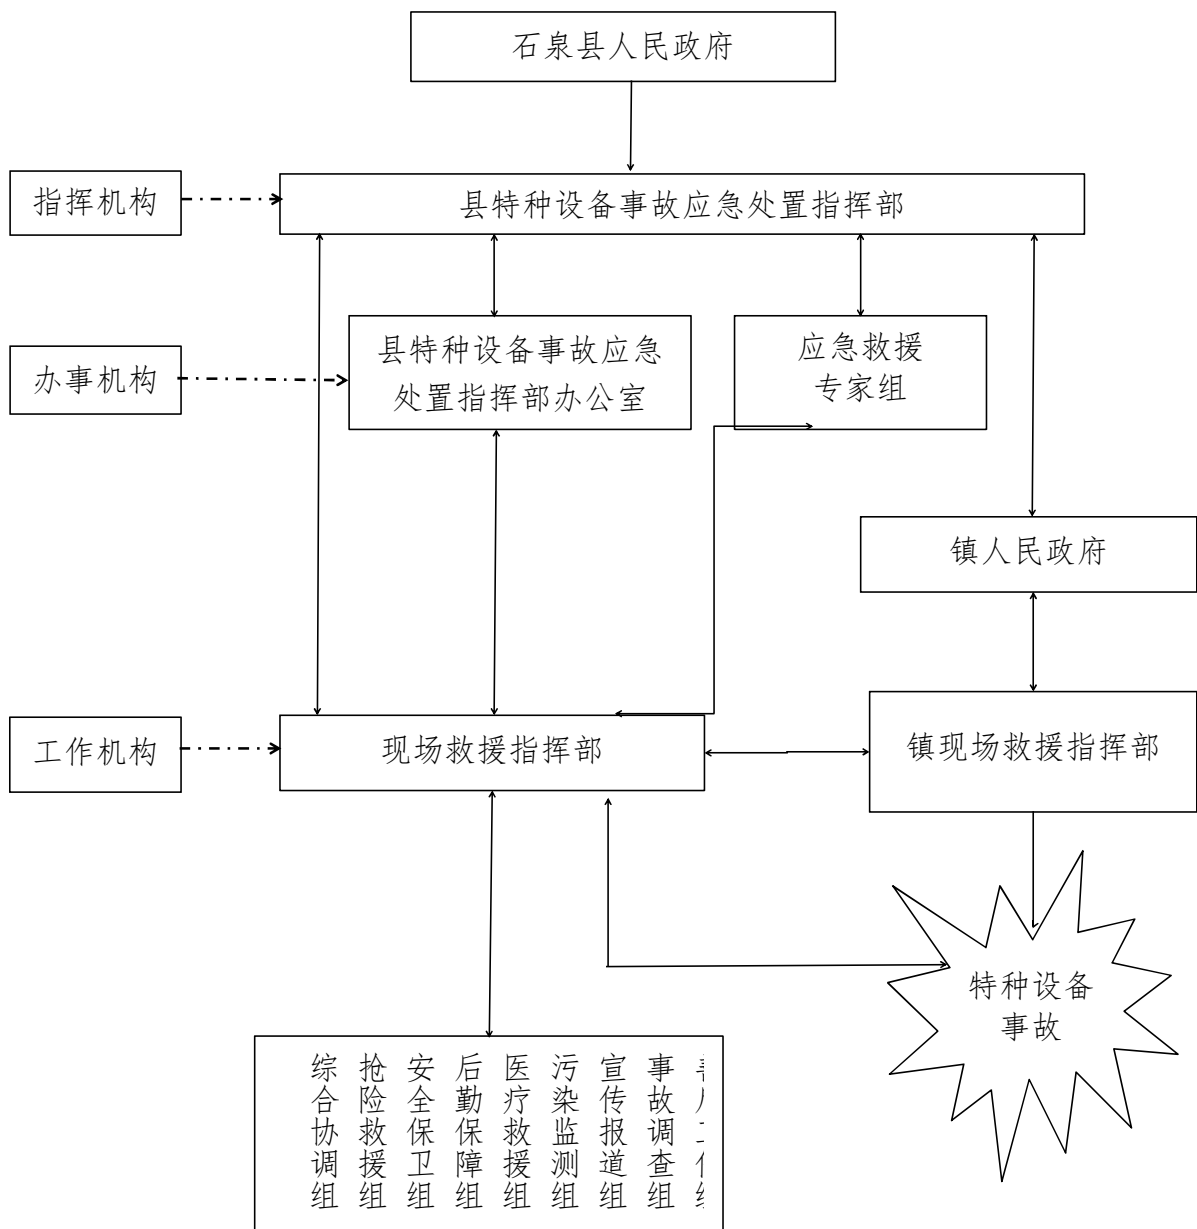 石泉县人民政府
指挥机构
县特种设备事故应急处置指挥部
办事机构
县特种设备事故应急
处置指挥部办公室
应急救援
专家组
镇人民政府
工作机构
现场救援指挥部
镇现场救援指挥部
特种设备
事故
综合协调组
抢险救援组
安全保卫组
后勤保障组
医疗救援组
污染监测组
宣传报道组
事故调查组